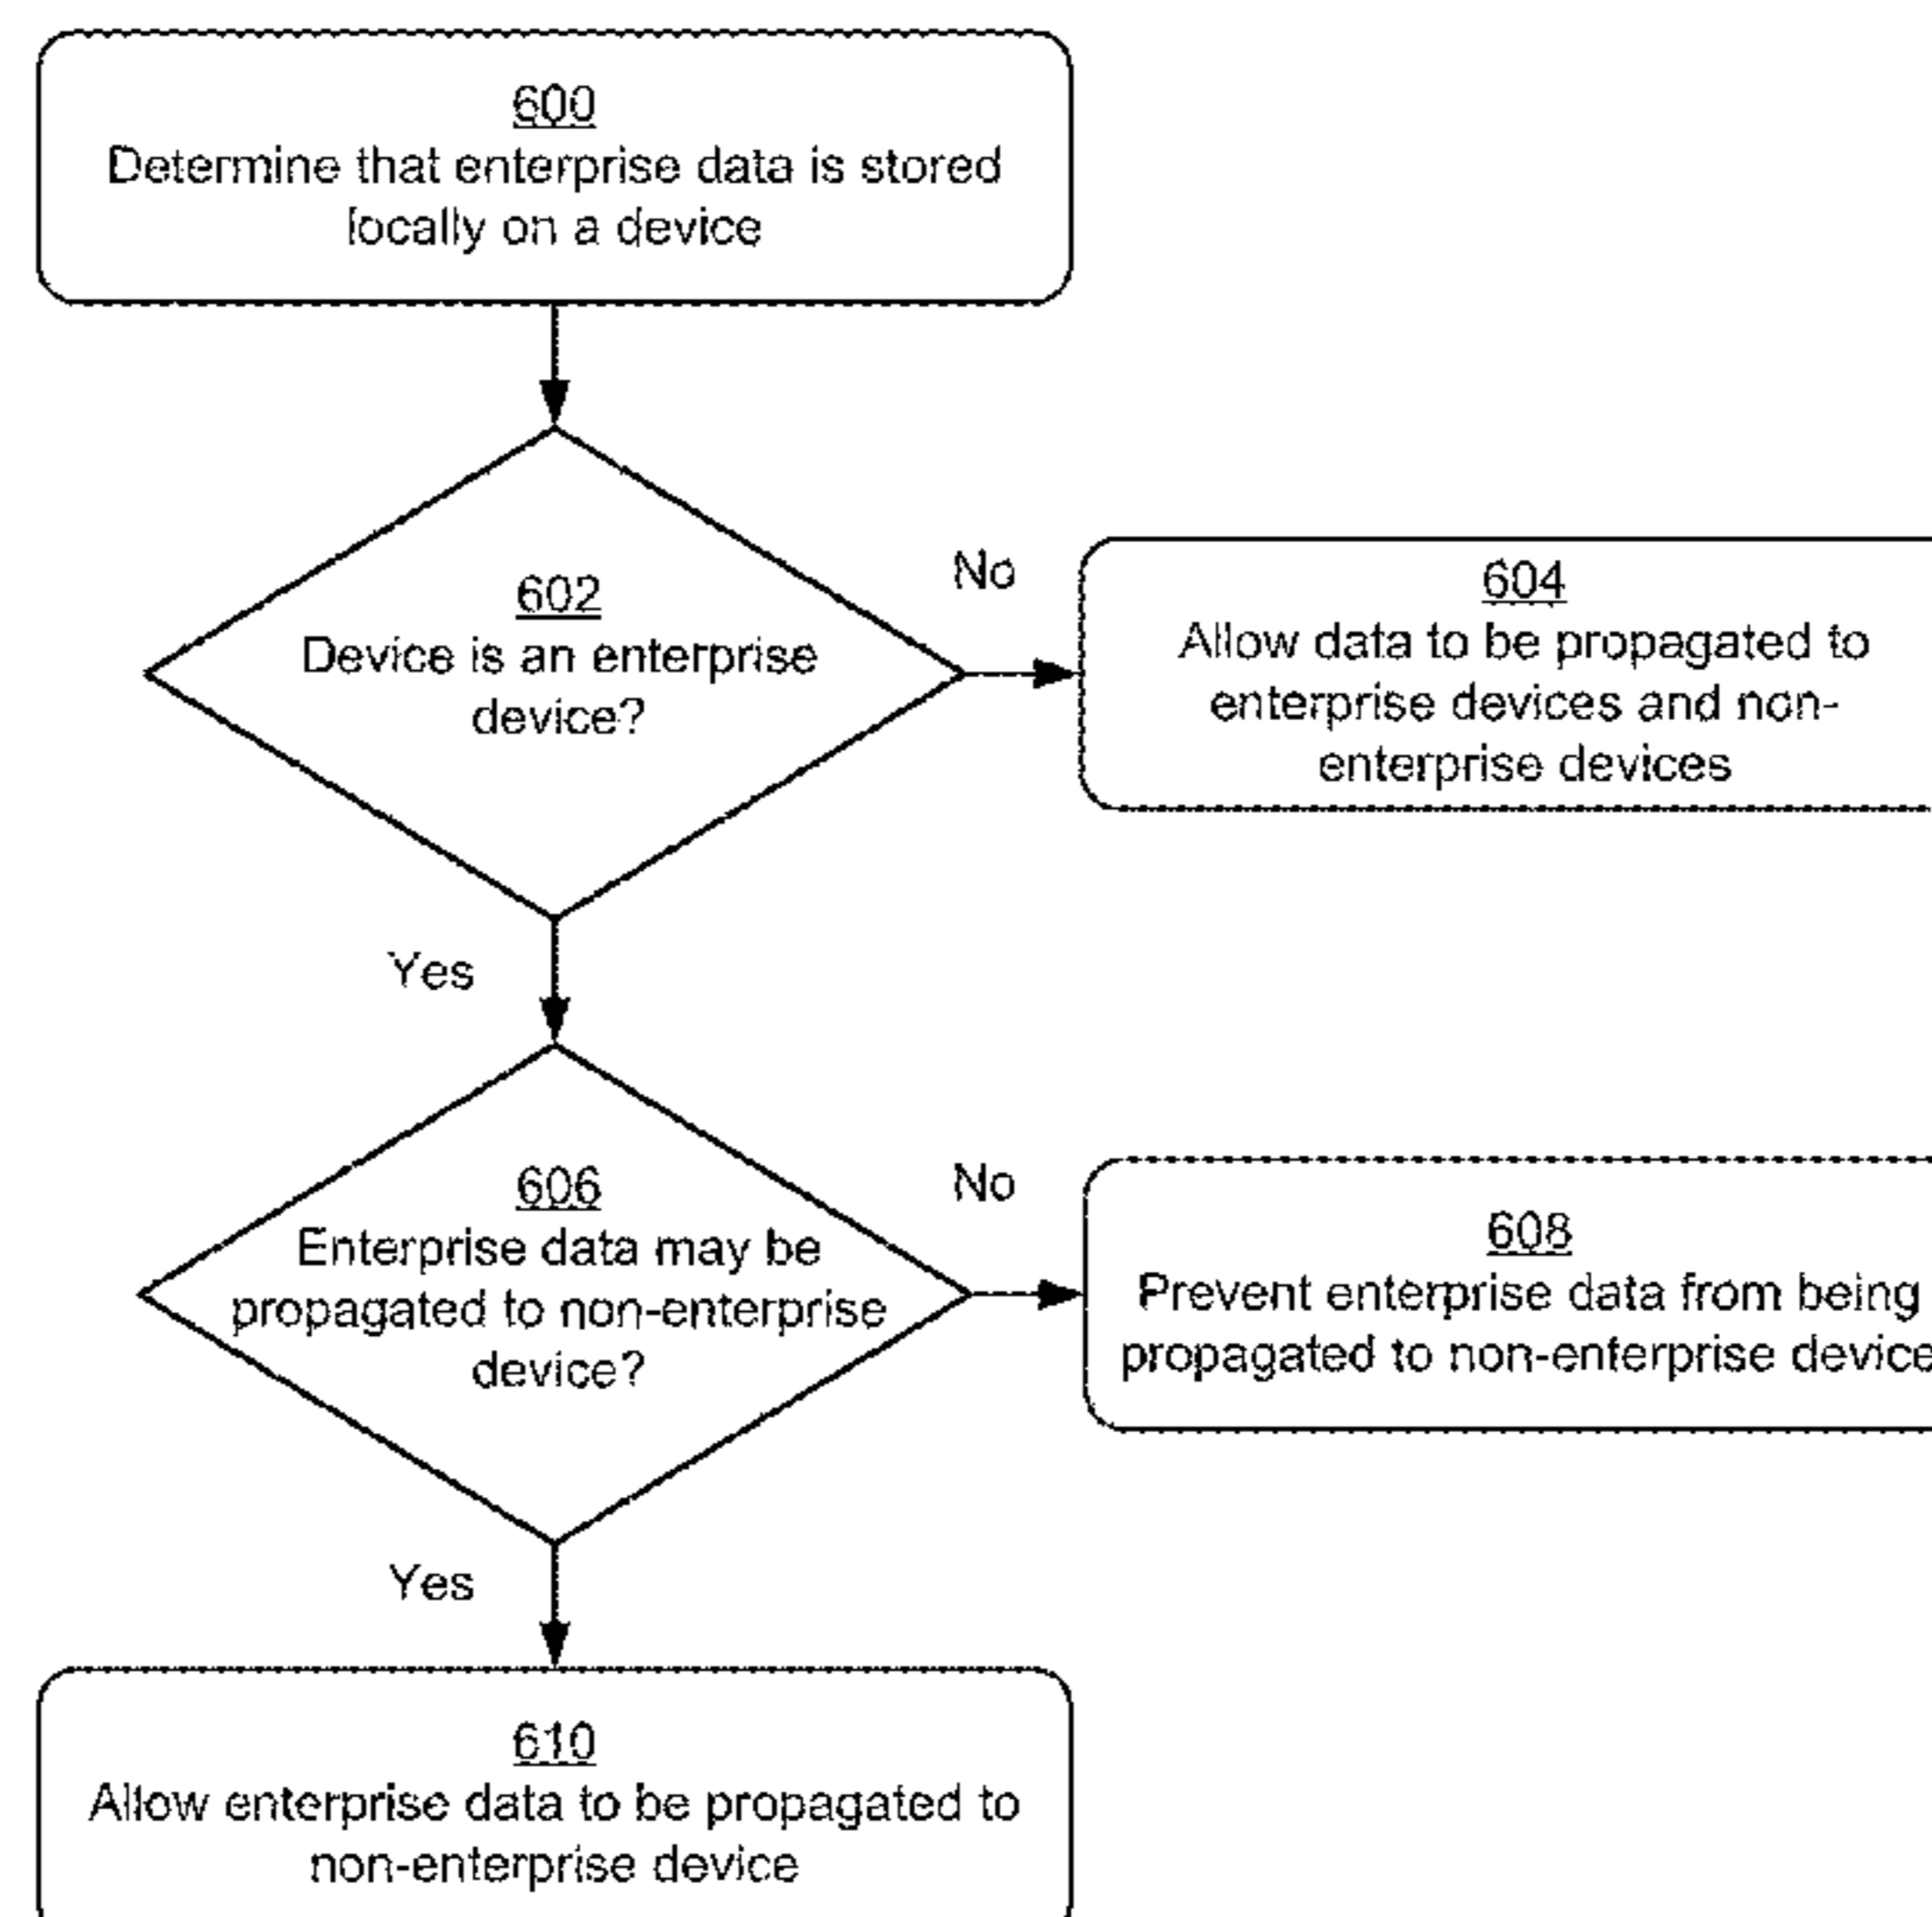 600
Determine that enterprise data is stored
locally on a device
602
Device is an enterprise
device?
No
604
Allow data to be propagated to
enterprise devices and non-
enterprise devices
Yes
606
Enterprise data may be
propagated to non-enterprise
device?
No
608
Prevent enterprise data from being
propagated to non-enterprise device
Yes
610
Allow enterprise data to be propagated to
non-enterprise device